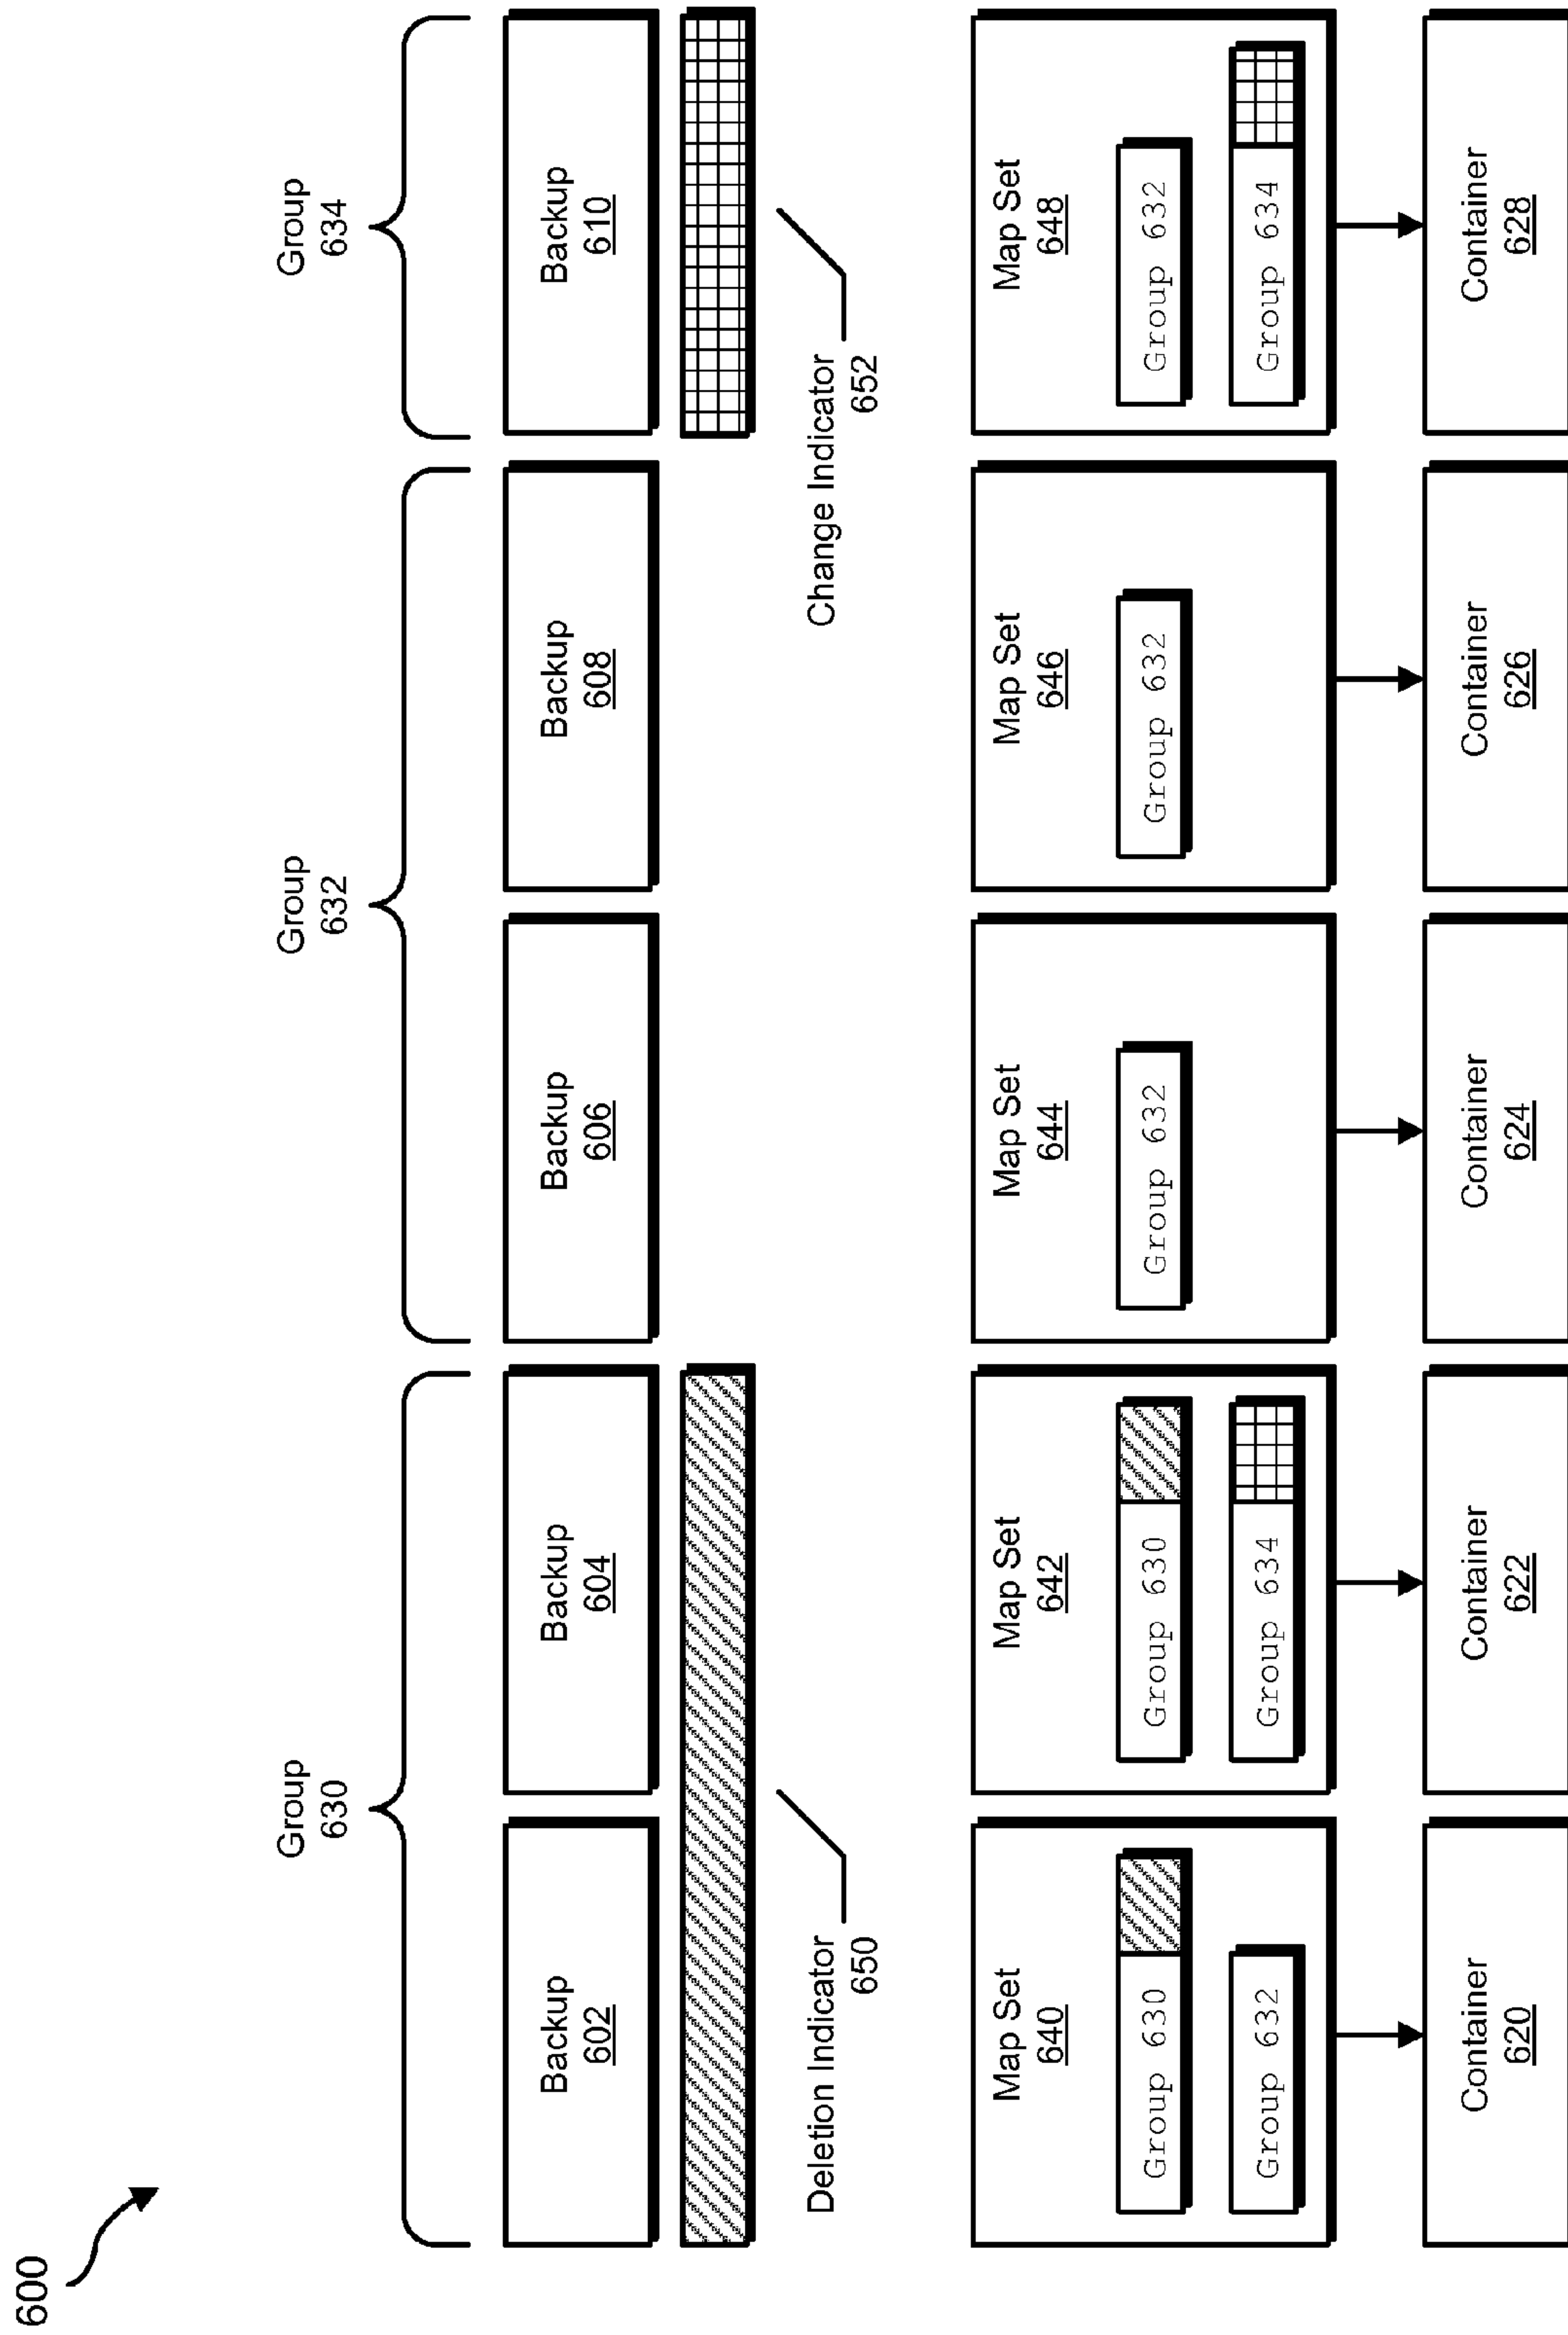 600
Group
630
Group
632
Group
634
Backup
602
Backup
604
Backup
606
Backup
608
Backup
610
Deletion Indicator
650
Change Indicator
652
Map Set
640
Group 630
Group 632
Map Set
642
Group 630
Group 634
Map Set
644
Group 632
Map Set
646
Group 632
Map Set
648
Group 632
Group 634
Container
620
Container
622
Container
624
Container
626
Container
628